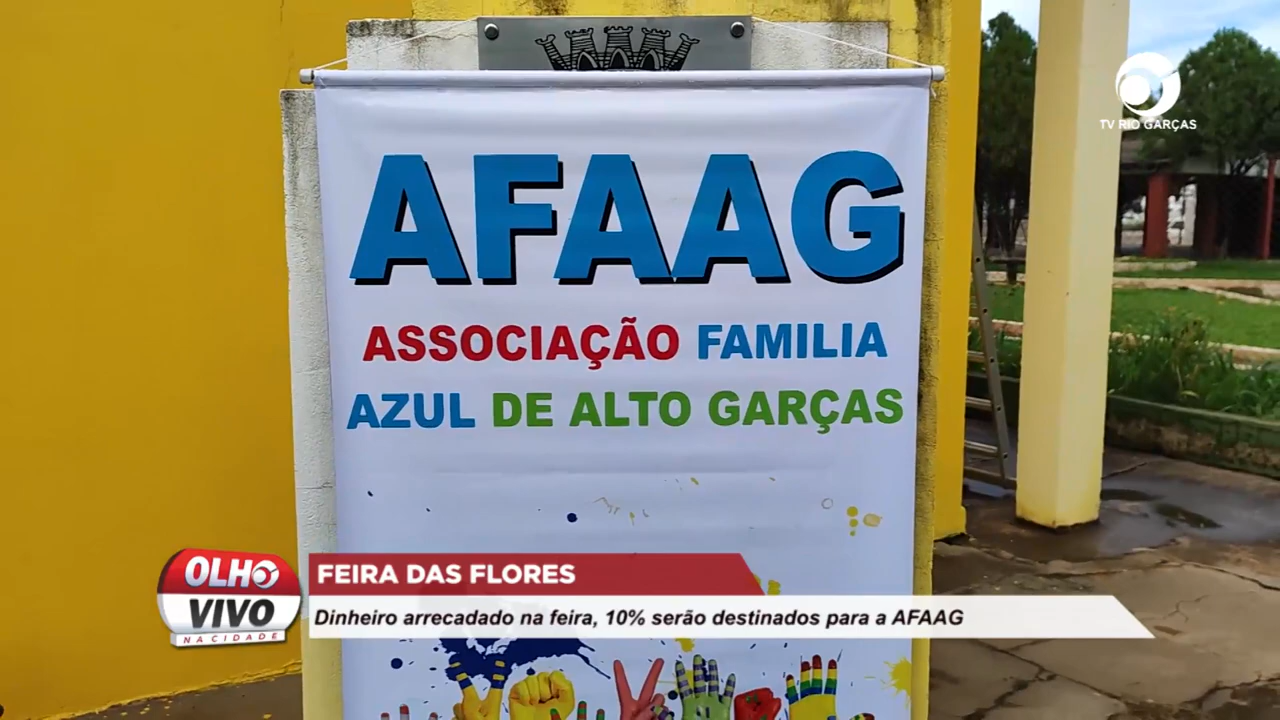 TV RIO GARÇAS
AFAAG
ASSOCIAÇÃO FAMILIA
AZUL DE ALTO GARÇAS
OLHO
VIVO
NA CIDADE
FEIRA DAS FLORES
Dinheiro arrecadado na feira, 10% serão destinados para a AFAAG